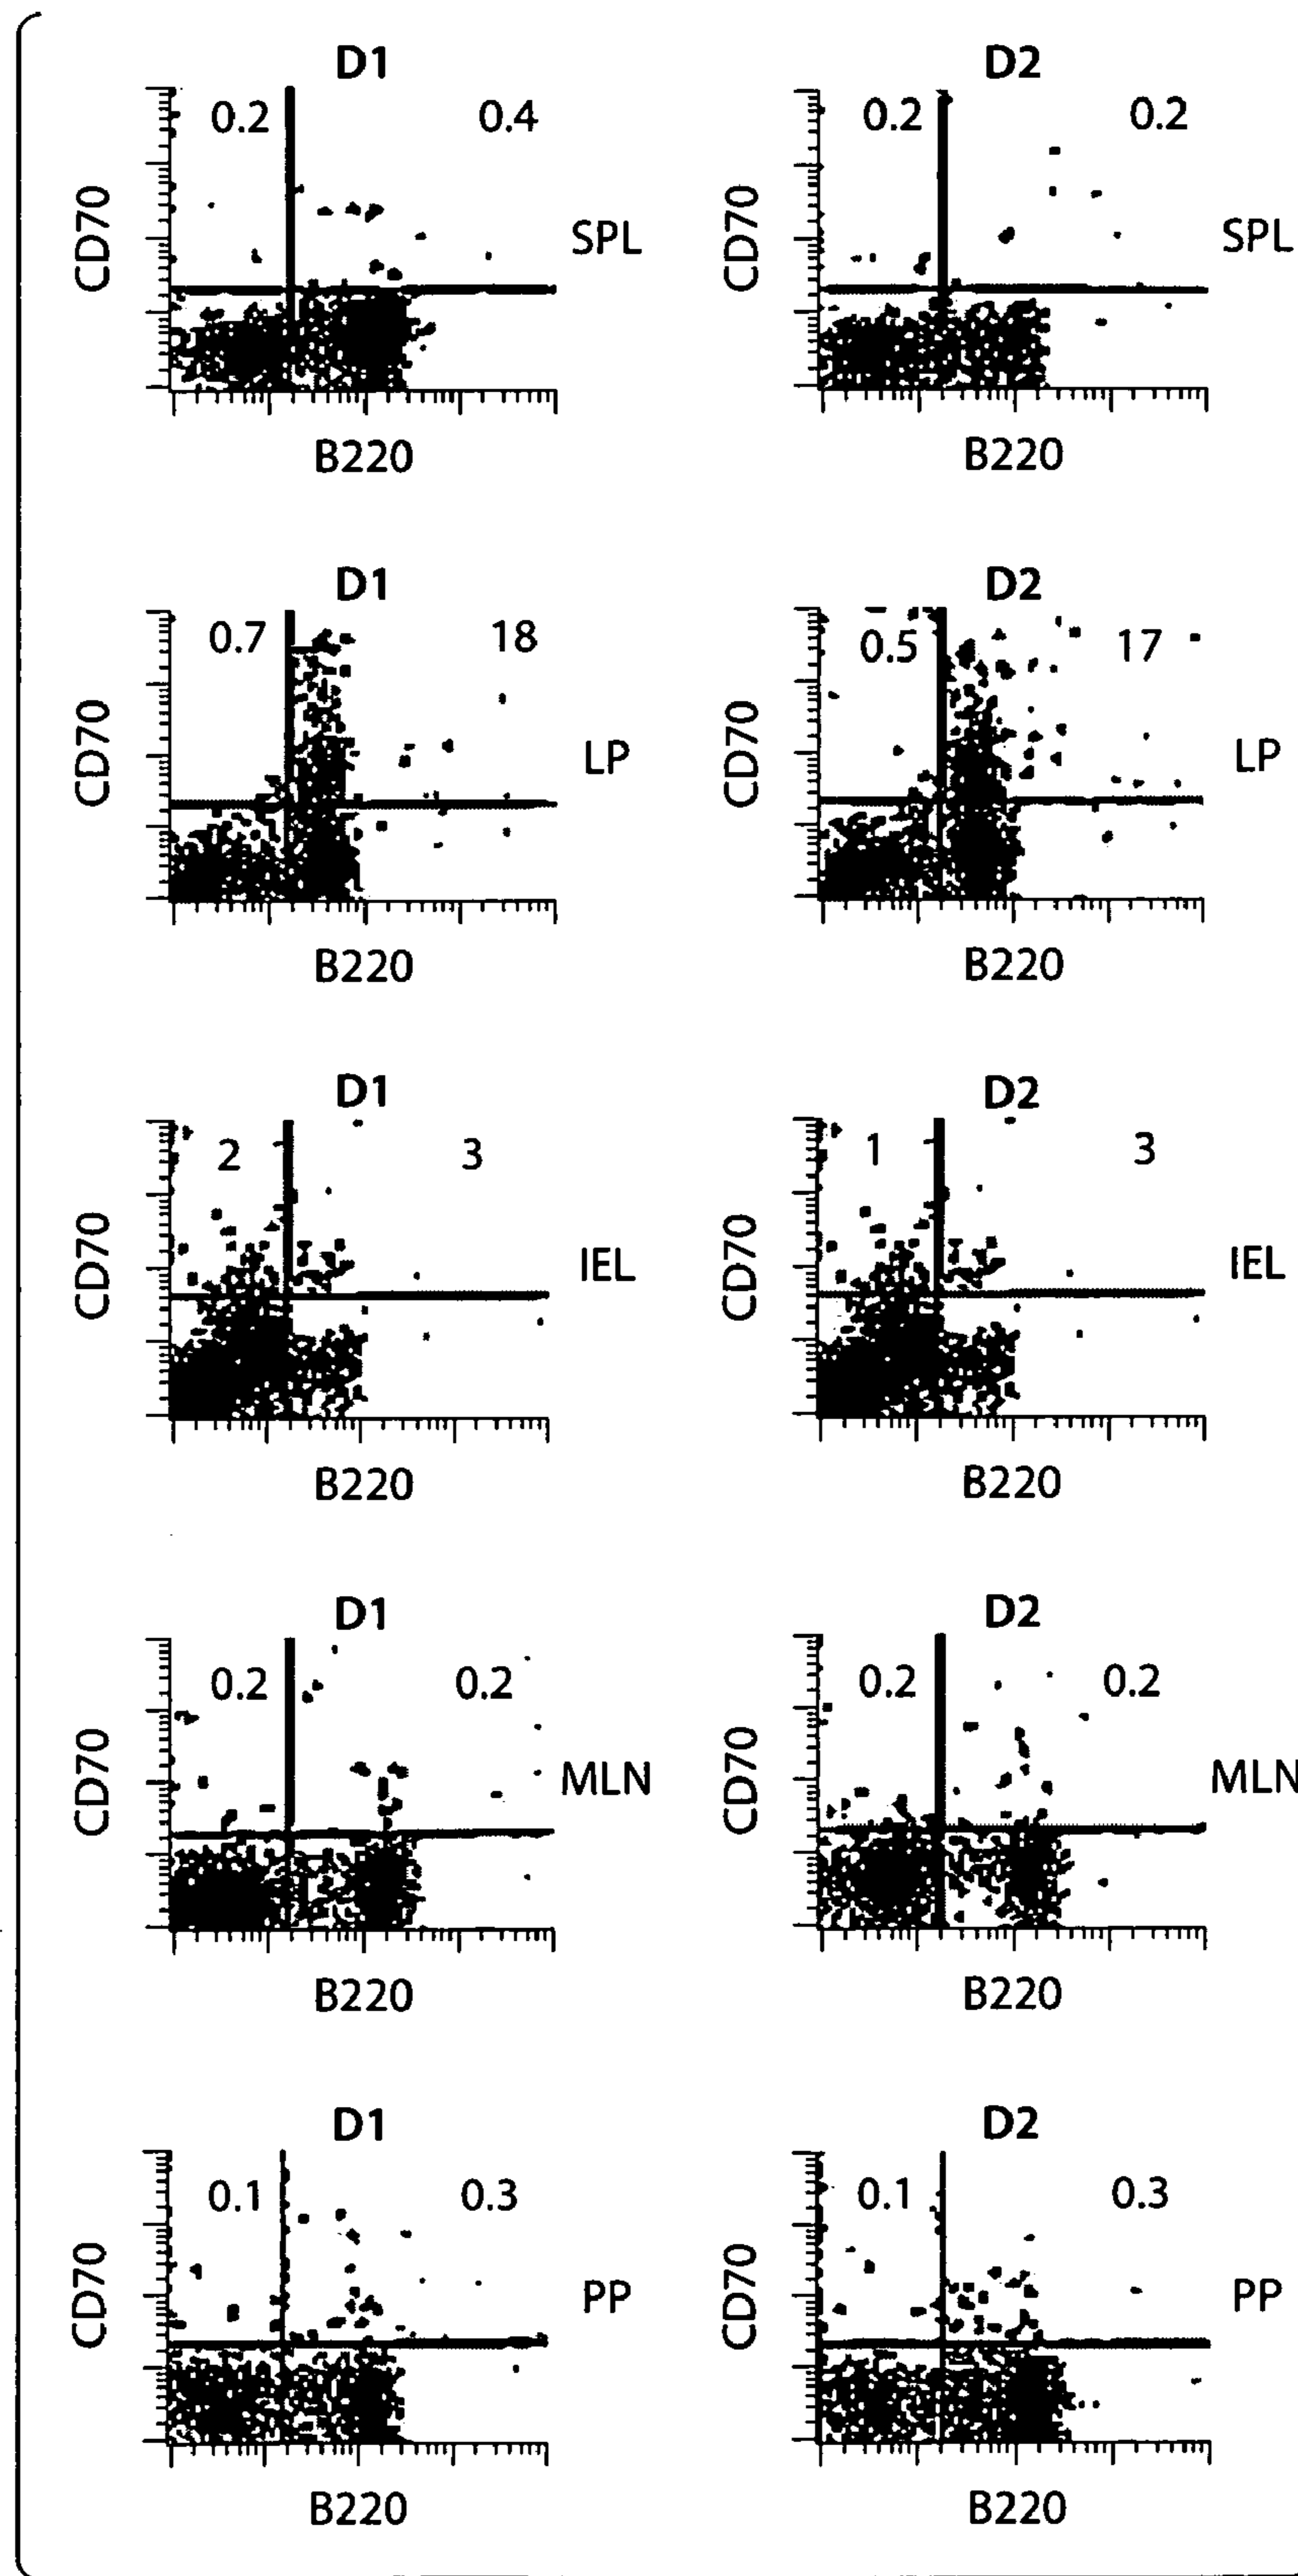 D1 D2
0.2 0.4 0.2 0.2
CD70 SPL CD70 SPL
B220 B220
D1 D2
0.7 18 0.5 17
CD70 LP CD70 LP
B220 B220
D1 D2
2 3 1 3
CD70 IEL CD70 IEL
B220 B220
D1 D2
0.2 0.2 0.2 0.2
CD70 MLN CD70 MLN
B220 B220
D1 D2
0.1 0.3 0.1 0.3
CD70 PP CD70 PP
B220 B220